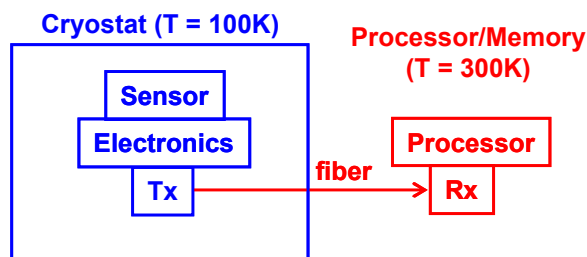 Cryostat (T = 100K)
Processor/Memory
(T = 300K)
Sensor
Electronics
Processor
fiber
Tx
Rx